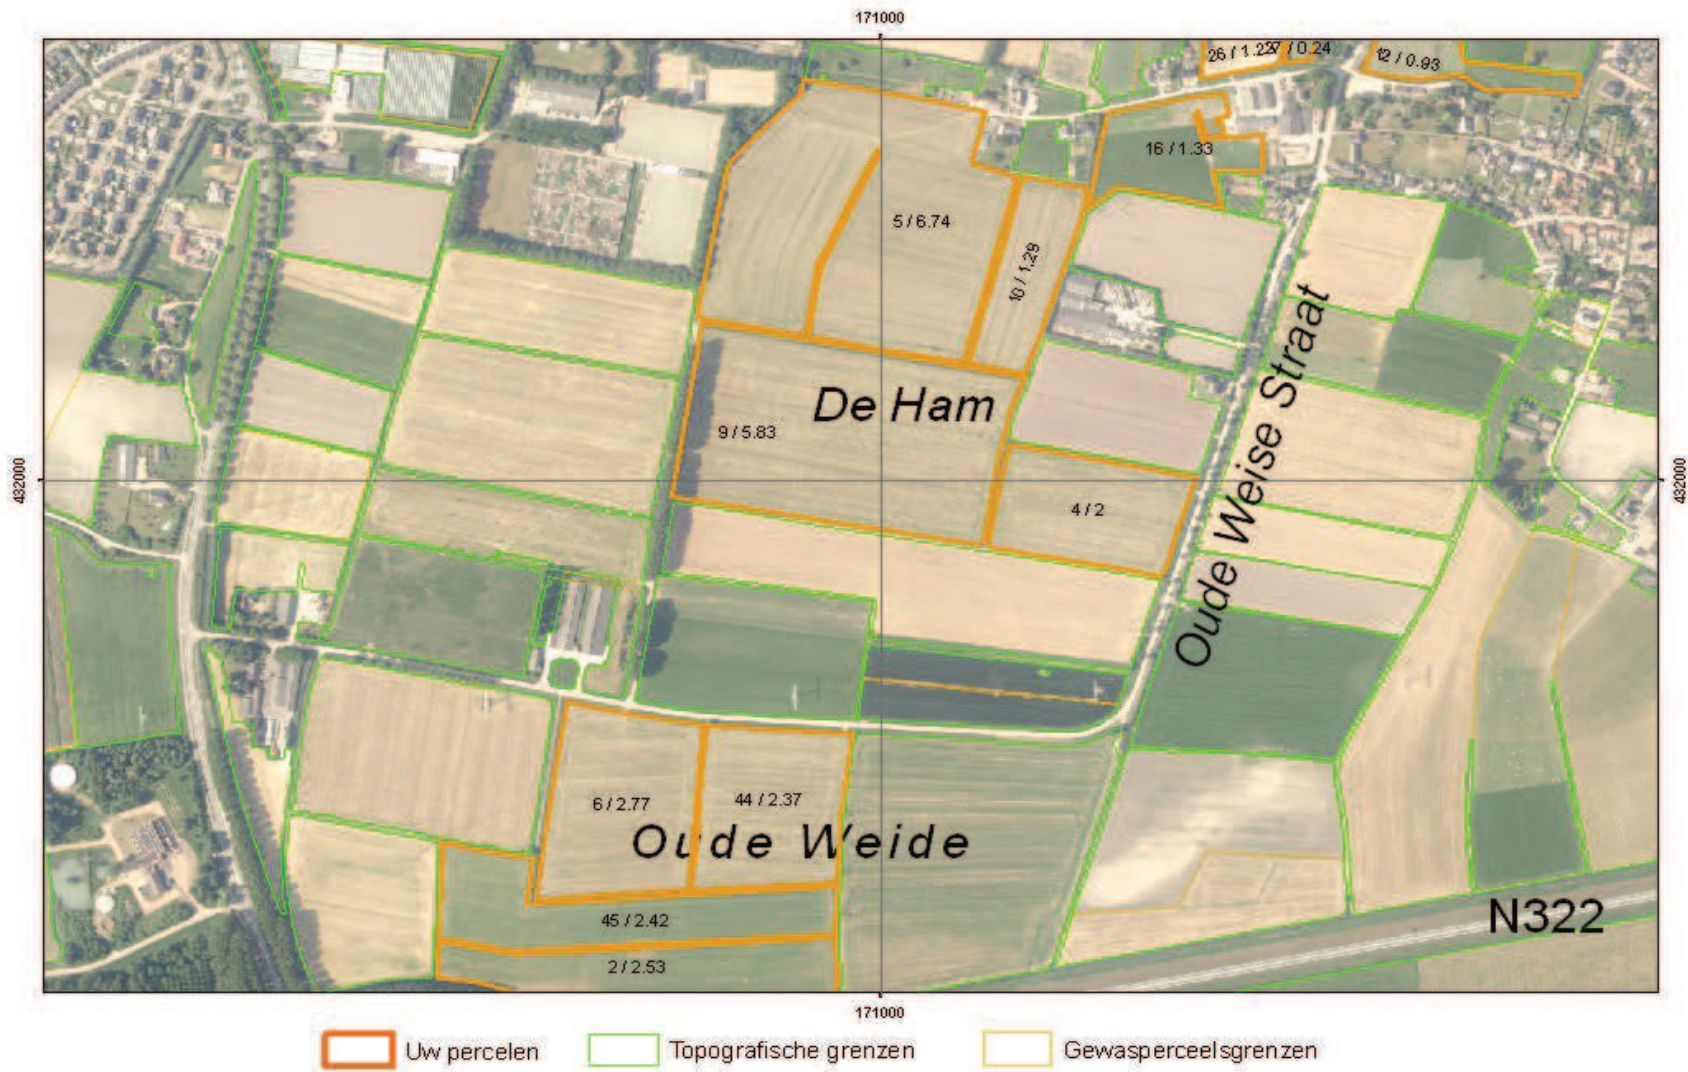 171000
26 / 1.22
27 / 0.24
12 / 0.93
16 / 1.33
5 / 6.74
10 / 1.28
De Ham
9 / 5.83
432000
432000
4 / 2
Oude Weise Straat
6 / 2.77
44 / 2.37
Oude Weide
45 / 2.42
2 / 2.53
N322
171000
Uw percelen
Topografische grenzen
Gewasperceelsgrenzen